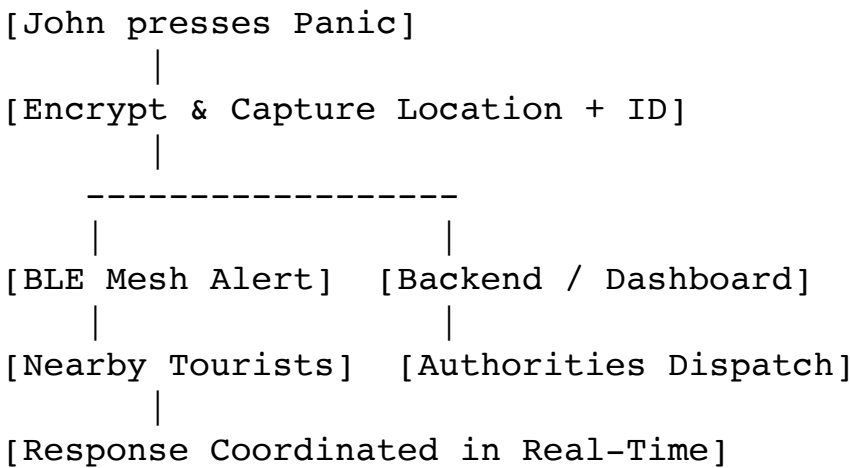 [John presses Panic]
|
[Encrypt & Capture Location + ID]
|
------------------
| |
[BLE Mesh Alert] [Backend / Dashboard]
| |
[Nearby Tourists] [Authorities Dispatch]
|
[Response Coordinated in Real-Time]